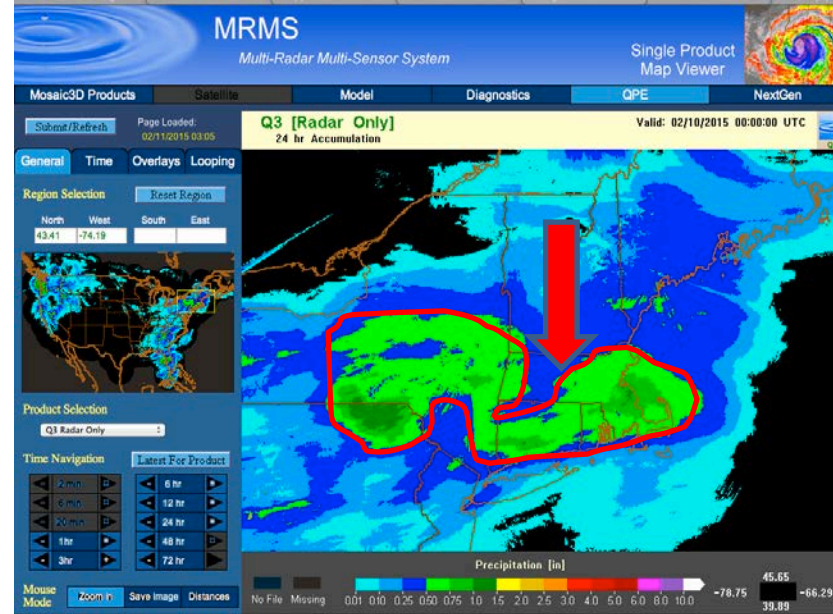 MRMS
Multi-Radar Multi-Sensor System
Single Product
Map Viewer
Mosaic3D Products Satellite Model Diagnostics QPE NextGen
Submit/Refresh
Page Loaded:
02/11/2015 03:05
Q3 [Radar Only]
24 hr Accumulation
Valid: 02/10/2015 00:00:00 UTC
General Time Overlays Looping
Region Selection Reset Region
North West South East
43.41 -74.19
Product Selection
Q3 Radar Only
Time Navigation Latest For Product
2 min 6 hr
6 min 12 hr
20 min 24 hr
1hr 48 hr
3hr 72 hr
Mouse
Mode
Zoom in Save Image Distances
Precipitation [in]
No File Missing 0.01 0.10 0.25 0.50 0.75 1.0 1.5 2.0 2.5 3.0 4.0 5.0 6.0 8.0 10.0
45.65
-78.75 -66.29
39.89